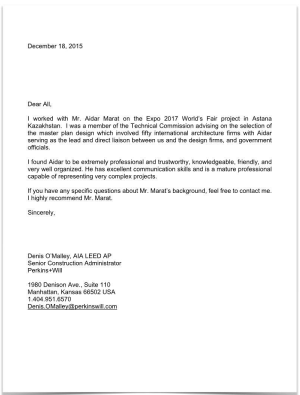 December 18, 2015
Dear All,
I worked with Mr. Aidar Marat on the Expo 2017 World's Fair project in Astana
Kazakhstan. I was a member of the Technical Commission advising on the selection of
the master plan design which involved fifty international architecture firms with Aidar
serving as the lead and direct liaison between us and the design firms, and government
officials.
I found Aidar to be extremely professional and trustworthy, knowledgeable, friendly, and
very well organized. He has excellent communication skills and is a mature professional
capable of representing very complex projects.
If you have any specific questions about Mr. Marat's background, feel free to contact me.
I highly recommend Mr. Marat.
Sincerely,
Denis O'Malley, AIA LEED AP
Senior Construction Administrator
Perkins+Will
1980 Denison Ave., Suite 110
Manhattan, Kansas 66502 USA
1.404.951.6570
Denis.OMalley@perkinswill.com